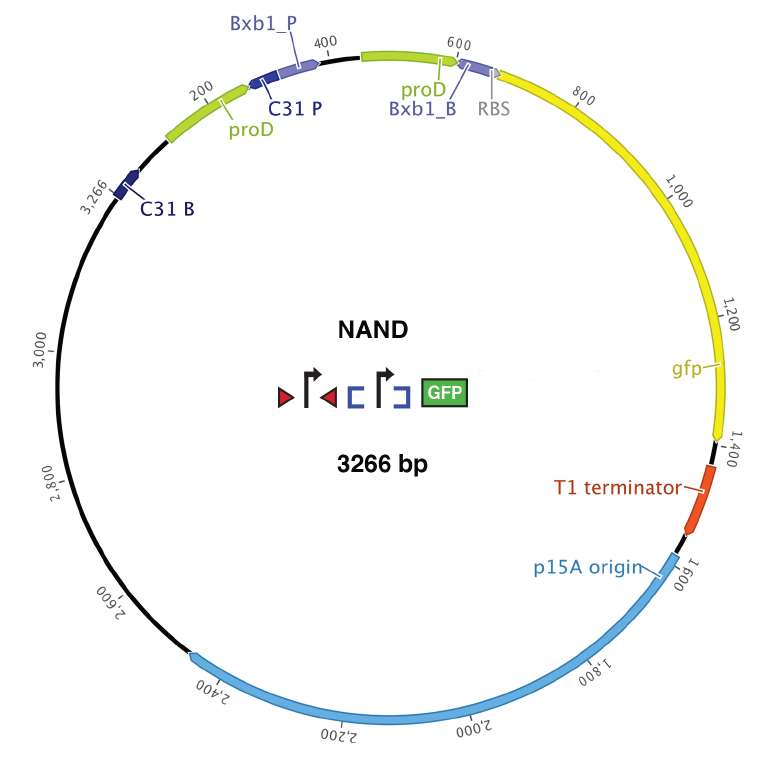 Bxb1_P
400
600
200
proD
Bxb1_B
RBS
800
C31 P
proD
3,266
C31 B
1,000
1,200
NAND
3,000
gfp
GFP
1,400
3266 bp
T1 terminator
2,800
p15A origin
1,600
2,600
1,800
2,400
2,000
2,200